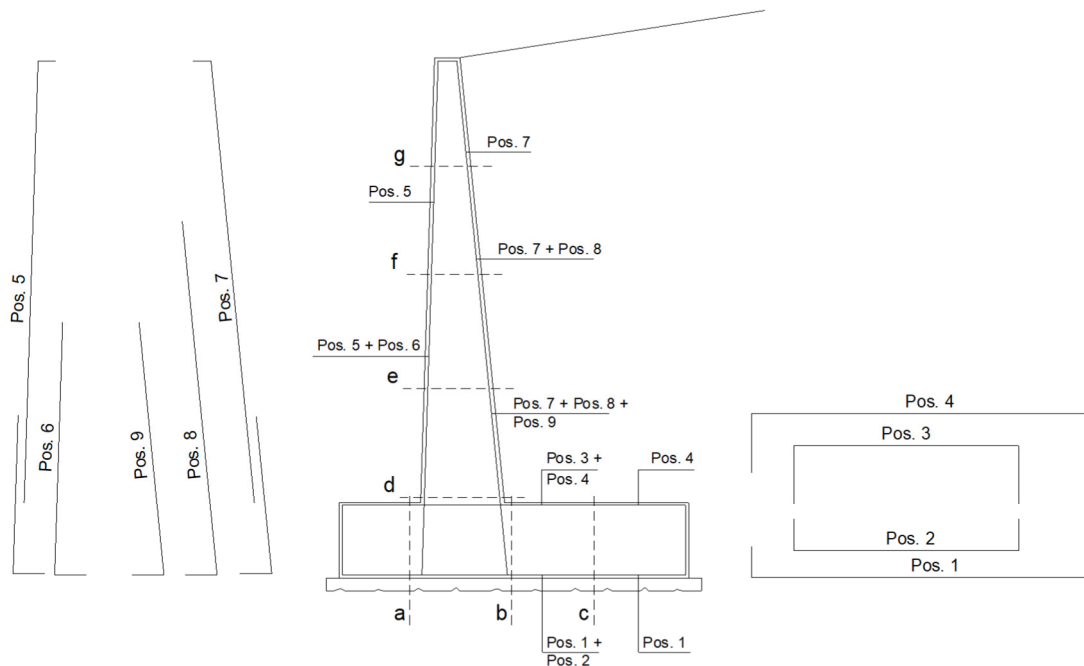 Pos. 5
Pos. 6
Pos. 9
Pos. 8
Pos. 7
g
Pos. 7
Pos. 5
f
Pos. 7 + Pos. 8
Pos. 5 + Pos. 6
e
Pos. 7 + Pos. 8 +
Pos. 9
Pos. 3 +
Pos. 4
Pos. 4
d
a
b
c
Pos. 1 +
Pos. 2
Pos. 1
Pos. 4
Pos. 3
Pos. 2
Pos. 1